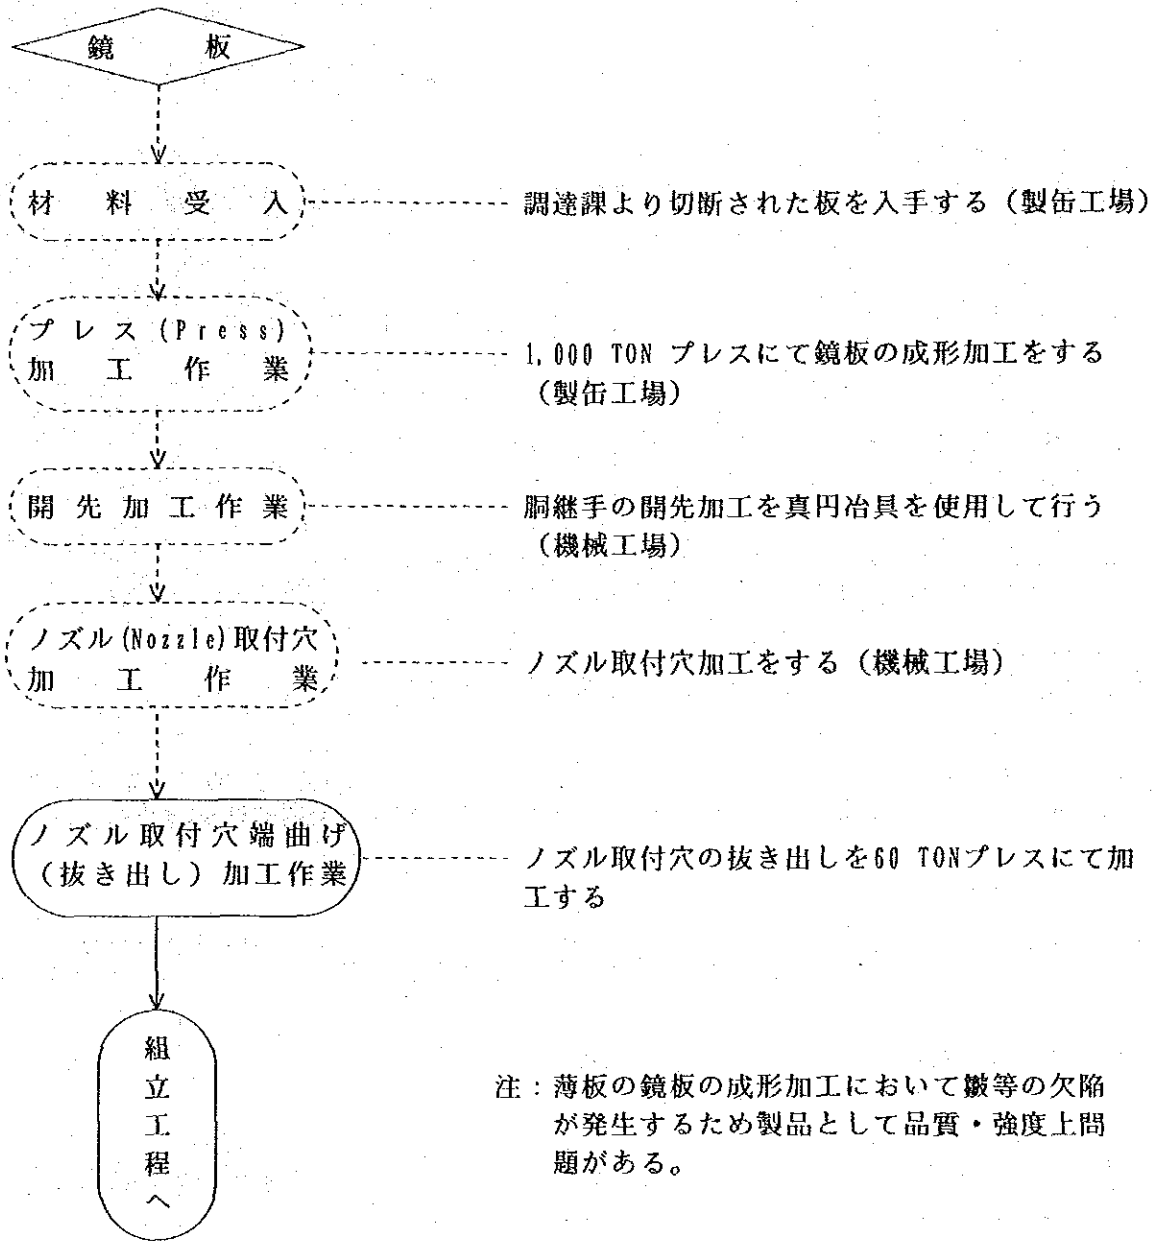 鏡　板
材料受入
調達課より切断された板を入手する（製缶工場）
プレス(Press)
加工作業
1,000 TON プレスにて鏡板の成形加工をする
（製缶工場）
開先加工作業
胴継手の開先加工を真円冶具を使用して行う
（機械工場）
ノズル(Nozzle)取付穴
加工作業
ノズル取付穴加工をする（機械工場）
ノズル取付穴端曲げ
（抜き出し）加工作業
ノズル取付穴の抜き出しを60 TONプレスにて加
工する
組立工程へ
注：薄板の鏡板の成形加工において皺等の欠陥
が発生するため製品として品質・強度上問
題がある。